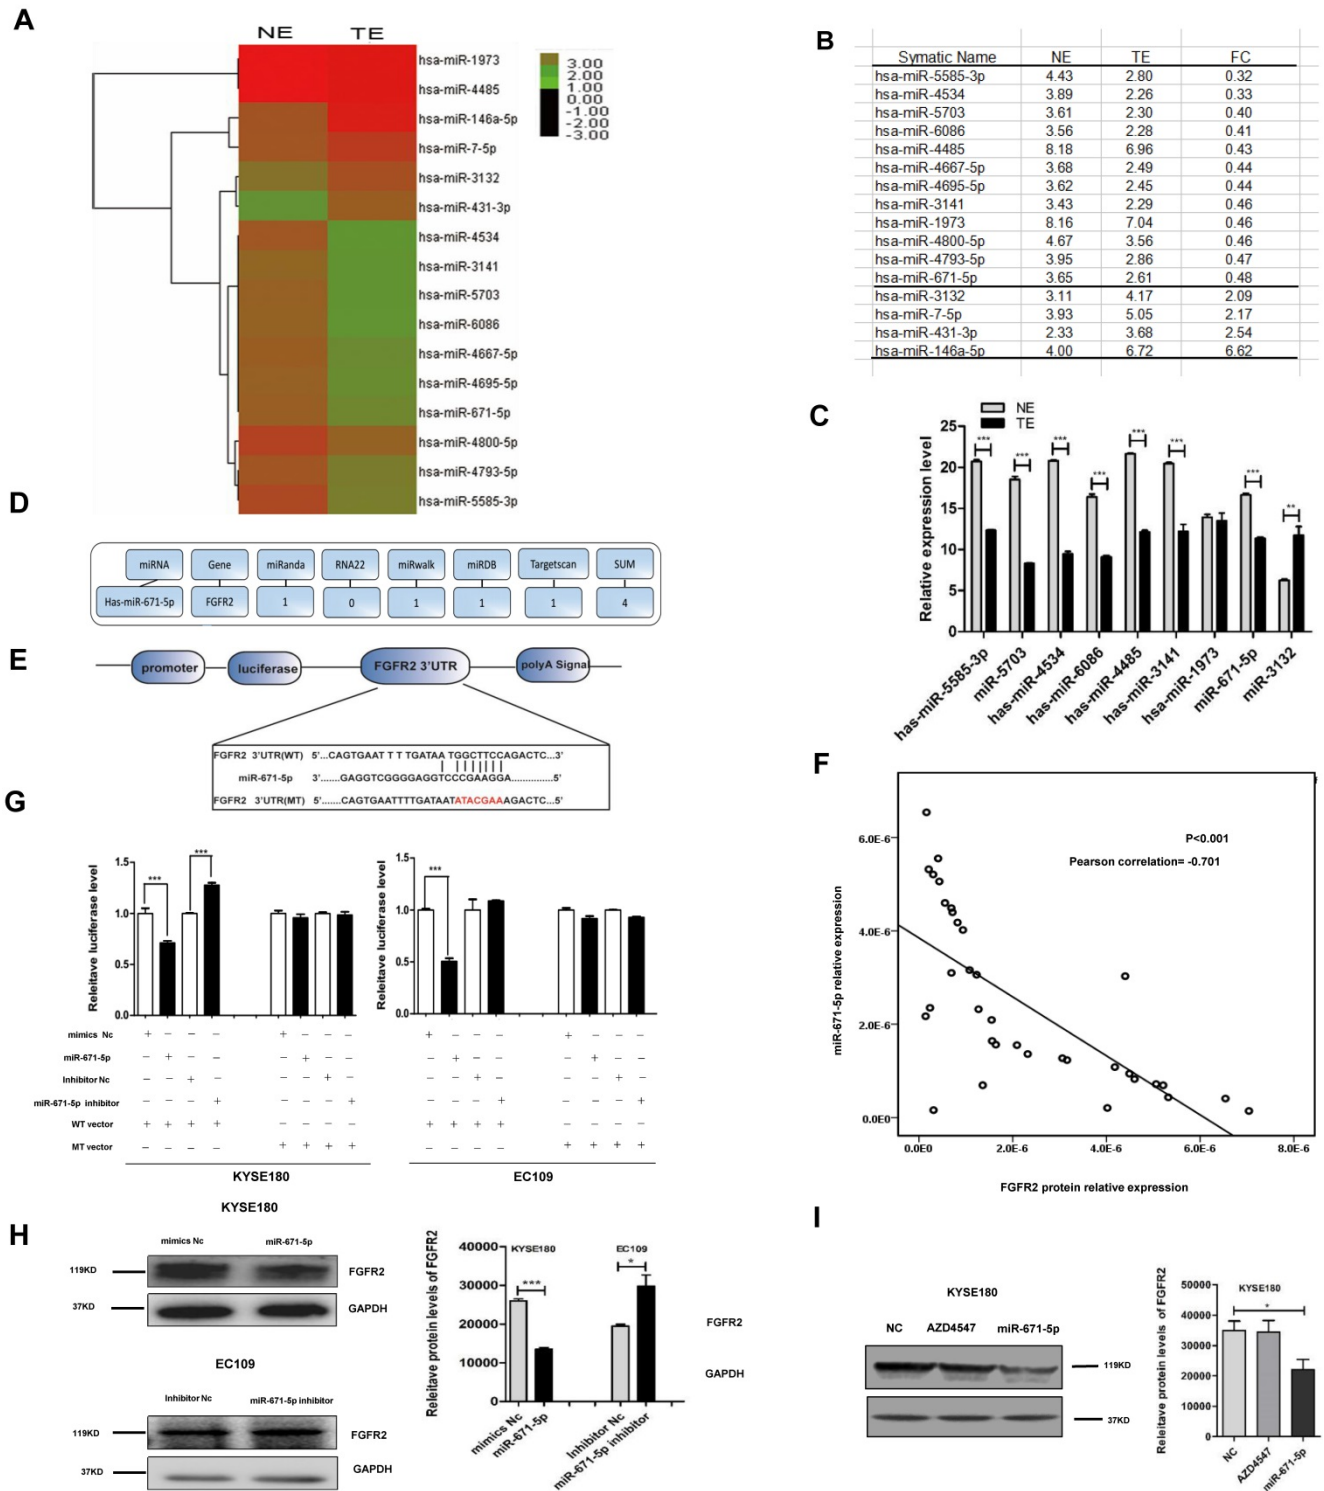 A
NE TE
hsa-miR-1973
hsa-miR-4485
hsa-miR-146a-5p
hsa-miR-7-5p
hsa-miR-3132
hsa-miR-431-3p
hsa-miR-4534
hsa-miR-3141
hsa-miR-5703
hsa-miR-6086
hsa-miR-4667-5p
hsa-miR-4695-5p
hsa-miR-671-5p
hsa-miR-4800-5p
hsa-miR-4793-5p
hsa-miR-5585-3p
3.00
2.00
1.00
0.00
-1.00
-2.00
-3.00
B
Symatic Name NE TE FC
hsa-miR-5585-3p 4.43 2.80 0.32
hsa-miR-4534 3.89 2.26 0.33
hsa-miR-5703 3.61 2.30 0.40
hsa-miR-6086 3.56 2.28 0.41
hsa-miR-4485 8.18 6.96 0.43
hsa-miR-4667-5p 3.68 2.49 0.44
hsa-miR-4695-5p 3.62 2.45 0.44
hsa-miR-3141 3.43 2.29 0.46
hsa-miR-1973 8.16 7.04 0.46
hsa-miR-4800-5p 4.67 3.56 0.46
hsa-miR-4793-5p 3.95 2.86 0.47
hsa-miR-671-5p 3.65 2.61 0.48
hsa-miR-3132 3.11 4.17 2.09
hsa-miR-7-5p 3.93 5.05 2.17
hsa-miR-431-3p 2.33 3.68 2.54
hsa-miR-146a-5p 4.00 6.72 6.62
C
NE
TE
Relative expression level
25
20
15
10
5
0
*** *** *** *** *** *** *** **
has-miR-5585-3p
miR-5703
has-miR-4534
has-miR-6086
has-miR-4485
has-miR-3141
hsa-miR-1973
miR-671-5p
miR-3132
D
miRNA Gene miRanda RNA22 miRwalk miRDB Targetscan SUM
Has-miR-671-5p FGFR2 1 0 1 1 1 4
E
promoter luciferase FGFR2 3'UTR polyA Signal
FGFR2 3'UTR(WT) 5'...CAGTGAAT T T TGATAA TGGCTTCCAGACTC...3'
miR-671-5p 3'.......GAGGTCGGGGAGGTCCCGAAGGA..............5'
FGFR2 3'UTR(MT) 5'......CAGTGAATTTTGATAATATACGAAAGACTC...5'
F
P<0.001
Pearson correlation= -0.701
miR-671-5p relative expression
6.0E-6
4.0E-6
2.0E-6
0.0E0
0.0E0 2.0E-6 4.0E-6 6.0E-6 8.0E-6
FGFR2 protein relative expression
G
Releitave luciferase level
1.5
1.0
0.5
0.0
*** ***
Releitave luciferase level
1.5
1.0
0.5
0.0
***
mimics Nc + − − − + − − − + − − − + − − −
miR-671-5p − + − − − + − − − + − − − + − −
Inhibitor Nc − − + − − − + − − − + − − − + −
miR-671-5p inhibitor − − − + − − − + − − − + − − − +
WT vector + + + + − − − − + + + + − − − −
MT vector − − − − + + + + − − − − + + + +
KYSE180 EC109
H
KYSE180
mimics Nc miR-671-5p
119KD FGFR2
37KD GAPDH
EC109
Inhibitor Nc miR-671-5p inhibitor
119KD FGFR2
37KD GAPDH
Releitave protein levels of FGFR2
40000
30000
20000
10000
0
KYSE180 EC109
*** *
mimics Nc
miR-671-5p
Inhibitor Nc
miR-671-5p inhibitor
FGFR2
GAPDH
I
KYSE180
NC AZD4547 miR-671-5p
119KD
37KD
Releitave protein levels of FGFR2
50000
40000
30000
20000
10000
0
KYSE180
*
NC
AZD4547
miR-671-5p